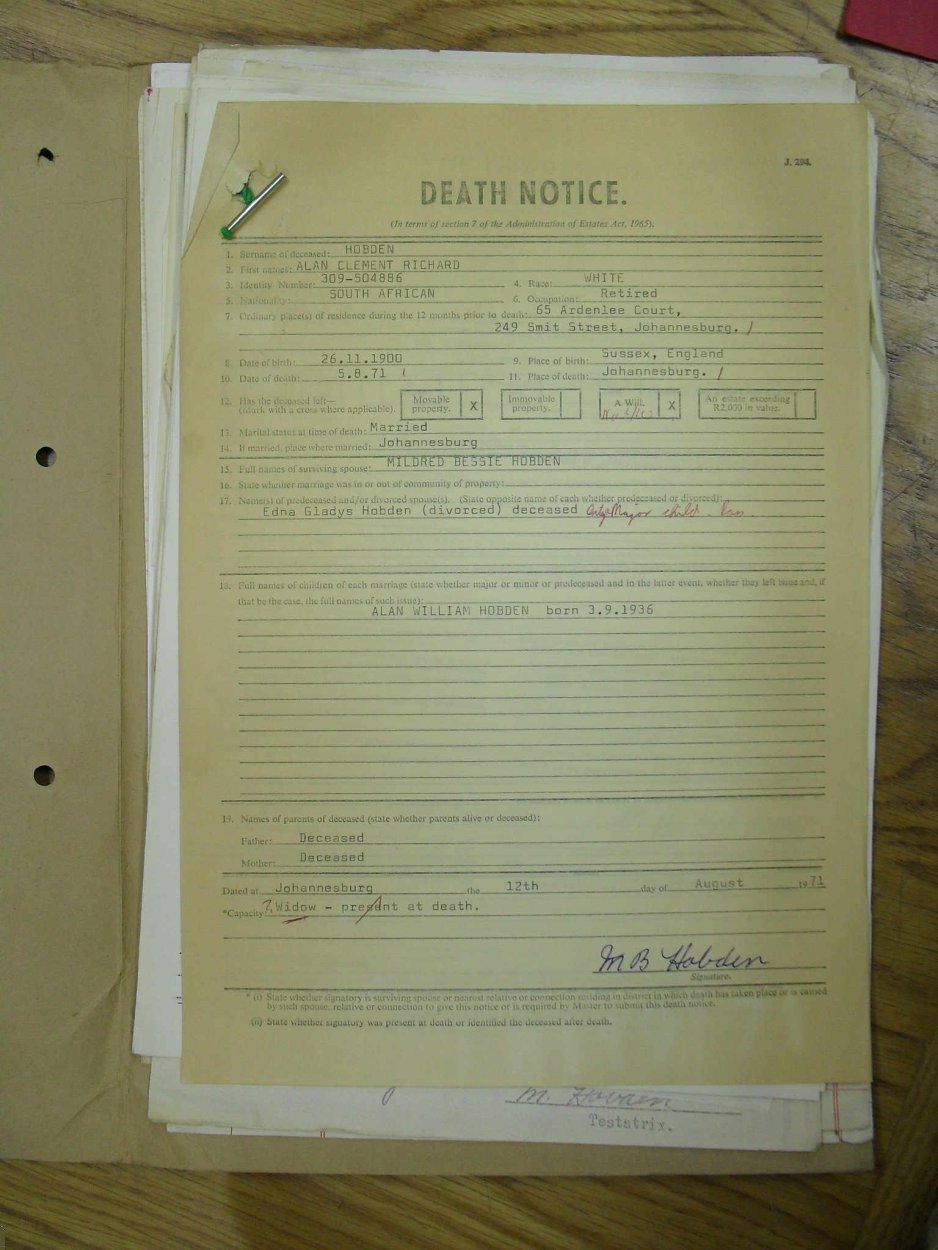 J. 294.
DEATH NOTICE.
(In terms of section 7 of the Administration of Estates Act, 1965).
1. Surname of deceased: HOBDEN
2. First names: ALAN CLEMENT RICHARD
3. Identity Number: 309-504886 4. Race: WHITE
5. Nationality: SOUTH AFRICAN 6. Occupation: Retired
7. Ordinary place(s) of residence during the 12 months prior to death: 65 Ardenlee Court,
249 Smit Street, Johannesburg.
8. Date of birth: 26.11.1900 9. Place of birth: Sussex, England
10. Date of death: 5.8.71 11. Place of death: Johannesburg.
12. Has the deceased left— Movable Immovable A Will. An estate exceeding
(Mark with a cross where applicable). property. X property. X R2,000 in value.
13. Marital status at time of death: Married
14. If married, place where married: Johannesburg
15. Full names of surviving spouse: MILDRED BESSIE HOBDEN
16. State whether marriage was in or out of community of property:
17. Name(s) of predeceased and/or divorced spouse(s). (State opposite name of each whether predeceased or divorced):
Edna Gladys Hobden (divorced) deceased Major child
18. Full names of children of each marriage (state whether major or minor or predeceased and in the latter event, whether they left issue and, if
that be the case, the full names of such issue):
ALAN WILLIAM HOBDEN born 3.9.1936
19. Names of parents of deceased (state whether parents alive or deceased):
Father: Deceased
Mother: Deceased
Dated at Johannesburg the 12th day of August 1971
*Capacity ? Widow - present at death.
M B Hobden
Signature.
* (i) State whether signatory is surviving spouse or nearest relative or connection residing in district in which death has taken place or is caused
by such spouse, relative or connection to give this notice or is required by Master to submit this death notice.
(ii) State whether signatory was present at death or identified the deceased after death.
M. Hobden
Testatrix.